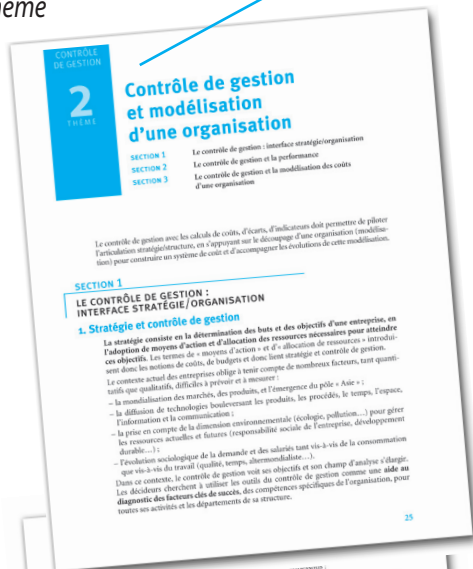 ème
CONTRÔLE
DE GESTION
2
THÈME
Contrôle de gestion
et modélisation
d'une organisation
SECTION 1 Le contrôle de gestion : interface stratégie/organisation
SECTION 2 Le contrôle de gestion et la performance
SECTION 3 Le contrôle de gestion et la modélisation des coûts
d'une organisation
Le contrôle de gestion avec les calculs de coûts, d'écarts, d'indicateurs doit permettre de piloter
l'articulation stratégie/structure, en s'appuyant sur le découpage d'une organisation (modélisa-
tion) pour construire un système de coût et d'accompagner les évolutions de cette modélisation.
SECTION 1
LE CONTRÔLE DE GESTION :
INTERFACE STRATÉGIE/ORGANISATION
1. Stratégie et contrôle de gestion
La stratégie consiste en la détermination des buts et des objectifs d'une entreprise, en
l'adoption de moyens d'action et d'allocation des ressources nécessaires pour atteindre
ces objectifs. Les termes de « moyens d'action » et d'« allocation de ressources » introdui-
sent donc les notions de coûts, de budgets et donc lient stratégie et contrôle de gestion.
Le contexte actuel des entreprises oblige à tenir compte de nombreux facteurs, tant quanti-
tatifs que qualitatifs, difficiles à prévoir et à mesurer :
– la mondialisation des marchés, des produits, et l'émergence du pôle « Asie » ;
– la diffusion de technologies bouleversant les produits, les procédés, le temps, l'espace,
l'information et la communication ;
– la prise en compte de la dimension environnementale (écologie, pollution…) pour gérer
les ressources actuelles et futures (responsabilité sociale de l'entreprise, développement
durable…) ;
– l'évolution sociologique de la demande et des salariés tant vis-à-vis de la consommation
que vis-à-vis du travail (qualité, temps, altermondialiste…).
Dans ce contexte, le contrôle de gestion voit ses objectifs et son champ d'analyse s'élargir.
Les décideurs cherchent à utiliser les outils du contrôle de gestion comme une aide au
diagnostic des facteurs clés de succès, des compétences spécifiques de l'organisation, pour
toutes ses activités et les départements de sa structure.
25